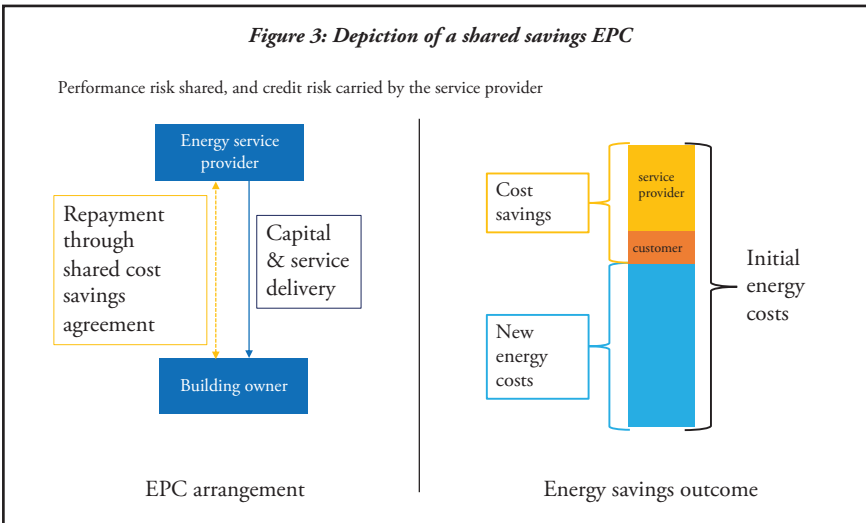 Figure 3: Depiction of a shared savings EPC
Performance risk shared, and credit risk carried by the service provider
Energy service
provider
Repayment
through
shared cost
savings
agreement
Capital
& service
delivery
Building owner
EPC arrangement
Cost
savings
service
provider
customer
New
energy
costs
Initial
energy
costs
Energy savings outcome